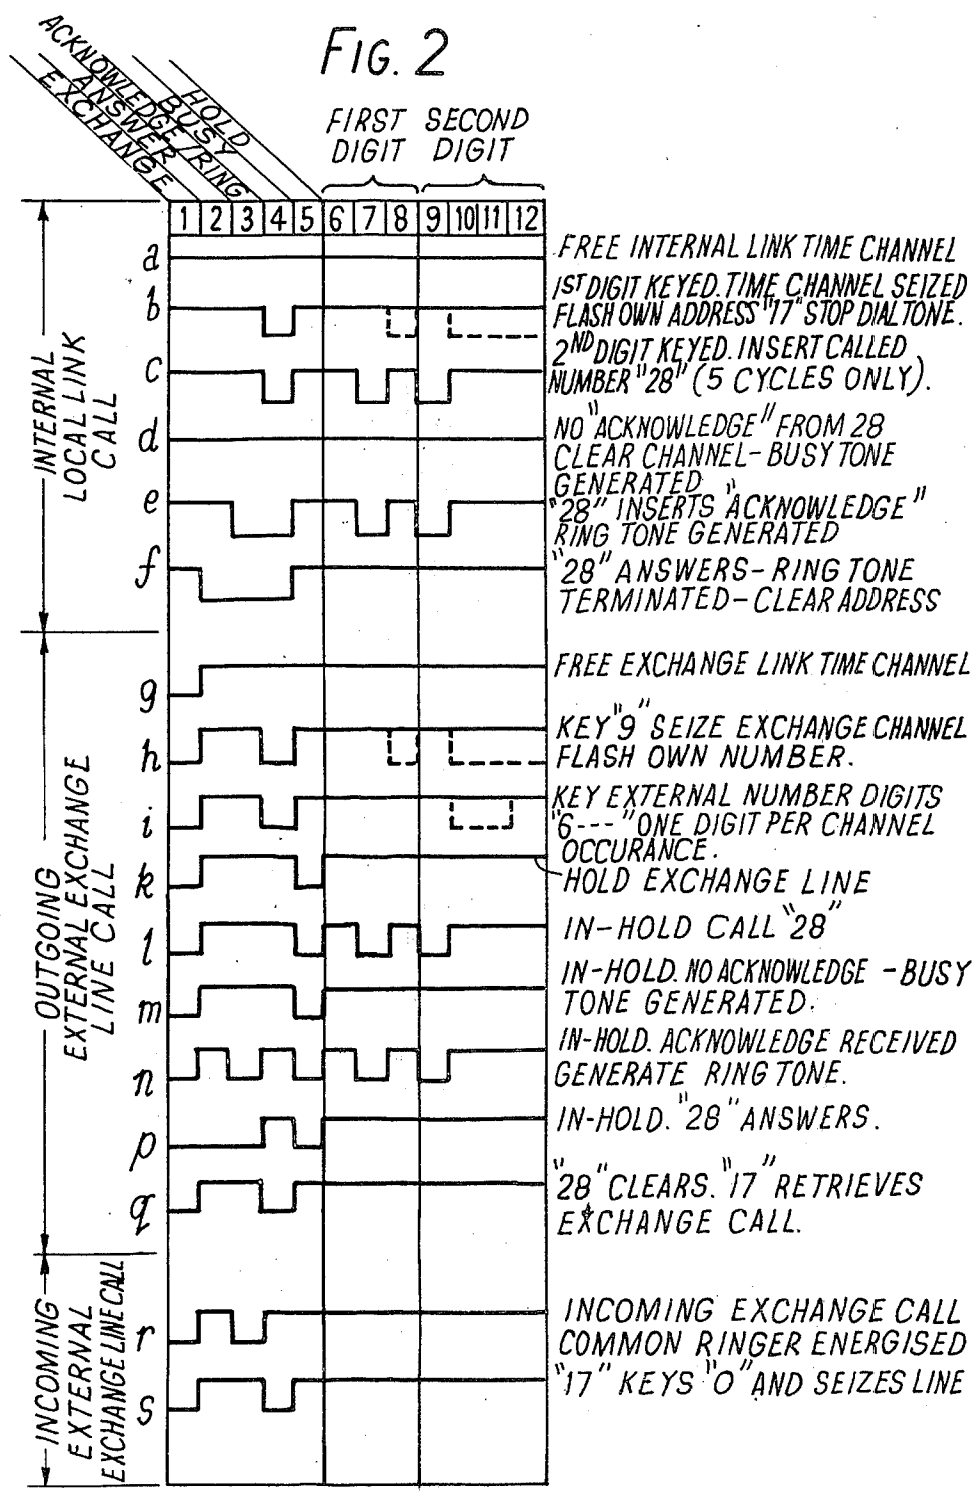 FIG. 2
ACKNOWLEDGE/RING
HOLD
BUSY
ANSWER
EXCHANGE
FIRST DIGIT
SECOND DIGIT
1 2 3 4 5 6 7 8 9 10 11 12
INTERNAL
LOCAL LINK
CALL
a
FREE INTERNAL LINK TIME CHANNEL
b
1ST DIGIT KEYED. TIME CHANNEL SEIZED
FLASH OWN ADDRESS "17" STOP DIAL TONE.
c
2ND DIGIT KEYED. INSERT CALLED
NUMBER "28" (5 CYCLES ONLY).
d
NO "ACKNOWLEDGE" FROM 28
CLEAR CHANNEL - BUSY TONE
GENERATED
e
"28" INSERTS "ACKNOWLEDGE"
RING TONE GENERATED
f
"28" ANSWERS - RING TONE
TERMINATED - CLEAR ADDRESS
OUTGOING
EXTERNAL EXCHANGE
LINE CALL
g
FREE EXCHANGE LINK TIME CHANNEL
h
KEY "9" SEIZE EXCHANGE CHANNEL
FLASH OWN NUMBER.
i
KEY EXTERNAL NUMBER DIGITS
"6---" ONE DIGIT PER CHANNEL
OCCURANCE.
k
HOLD EXCHANGE LINE
l
IN-HOLD CALL "28"
m
IN-HOLD. NO ACKNOWLEDGE - BUSY
TONE GENERATED.
n
IN-HOLD. ACKNOWLEDGE RECEIVED
GENERATE RING TONE.
p
IN-HOLD. "28" ANSWERS.
q
"28" CLEARS. "17" RETRIEVES
EXCHANGE CALL.
INCOMING
EXTERNAL
EXCHANGE LINE CALL
r
INCOMING EXCHANGE CALL
COMMON RINGER ENERGISED
s
"17" KEYS "0" AND SEIZES LINE